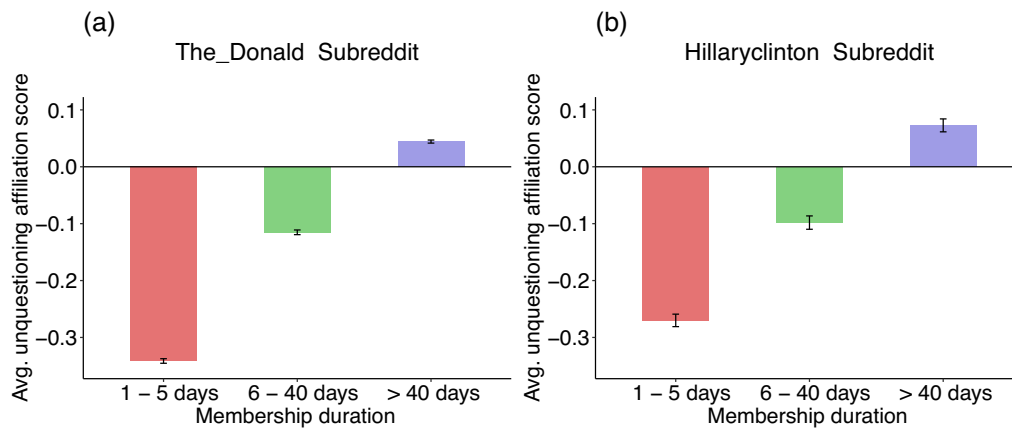 (a)
The_Donald Subreddit
Avg. unquestioning affiliation score
0.1
0.0
−0.1
−0.2
−0.3
1 − 5 days
6 − 40 days
> 40 days
Membership duration
(b)
Hillaryclinton Subreddit
Avg. unquestioning affiliation score
0.1
0.0
−0.1
−0.2
−0.3
1 − 5 days
6 − 40 days
> 40 days
Membership duration